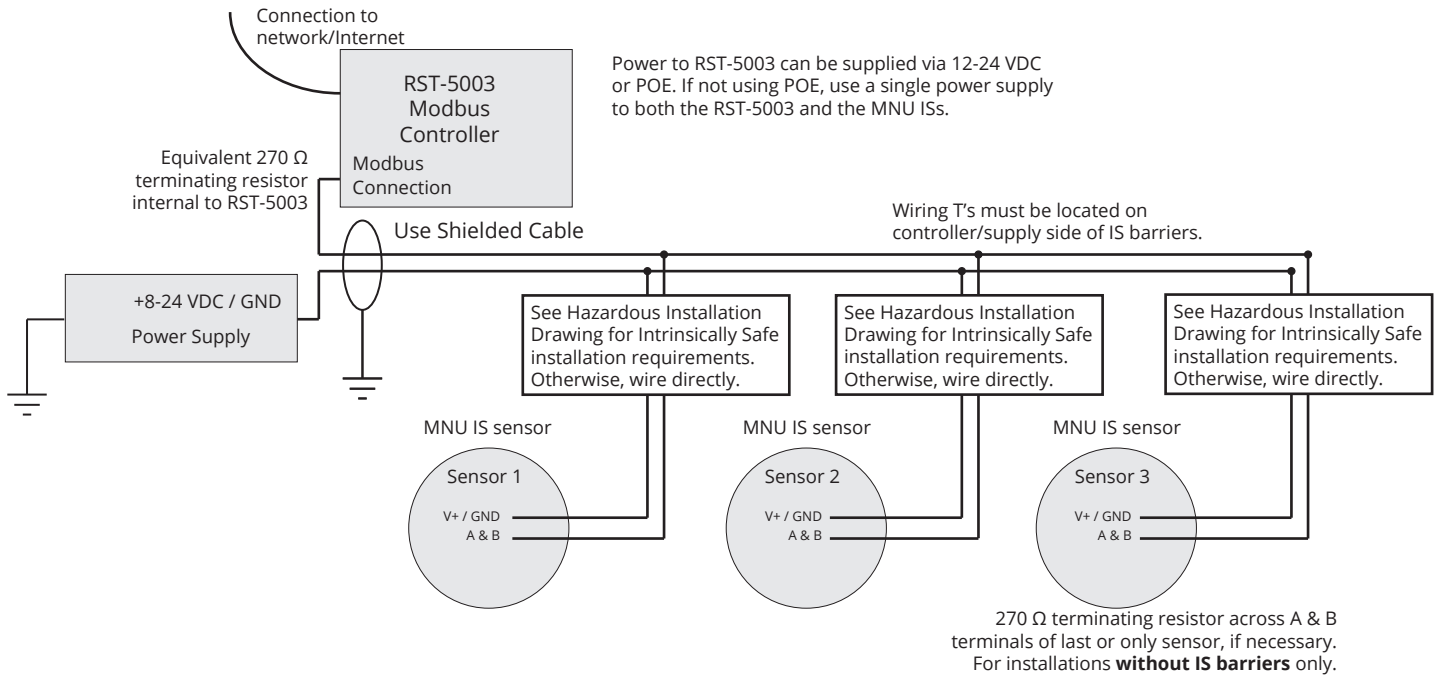 Connection to
network/Internet
RST-5003
Modbus
Controller
Modbus
Connection
Power to RST-5003 can be supplied via 12-24 VDC
or POE. If not using POE, use a single power supply
to both the RST-5003 and the MNU ISs.
Equivalent 270 Ω
terminating resistor
internal to RST-5003
Use Shielded Cable
Wiring T's must be located on
controller/supply side of IS barriers.
+8-24 VDC / GND
Power Supply
See Hazardous Installation
Drawing for Intrinsically Safe
installation requirements.
Otherwise, wire directly.
See Hazardous Installation
Drawing for Intrinsically Safe
installation requirements.
Otherwise, wire directly.
See Hazardous Installation
Drawing for Intrinsically Safe
installation requirements.
Otherwise, wire directly.
MNU IS sensor
Sensor 1
V+ / GND
A & B
MNU IS sensor
Sensor 2
V+ / GND
A & B
MNU IS sensor
Sensor 3
V+ / GND
A & B
270 Ω terminating resistor across A & B
terminals of last or only sensor, if necessary.
For installations without IS barriers only.